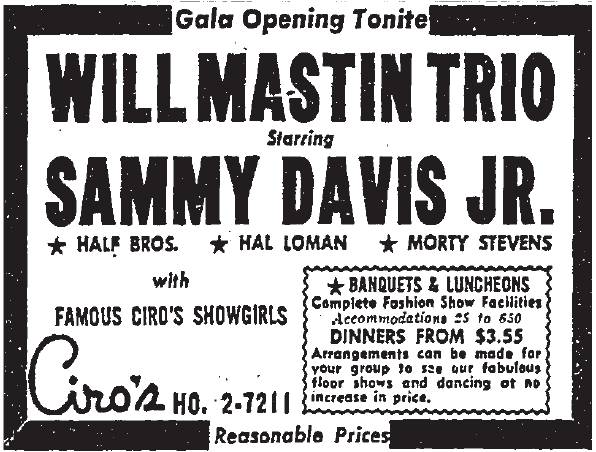 Gala Opening Tonite
WILL MASTIN TRIO
Starring
SAMMY DAVIS JR.
★ HALF BROS. ★ HAL LOMAN ★ MORTY STEVENS
with
FAMOUS CIRO'S SHOWGIRLS
Ciro's HO. 2-7211
★ BANQUETS & LUNCHEONS
Complete Fashion Show Facilities
Accommodations 25 to 650
DINNERS FROM $3.55
Arrangements can be made for
your group to see our fabulous
floor shows and dancing at no
increase in price.
Reasonable Prices